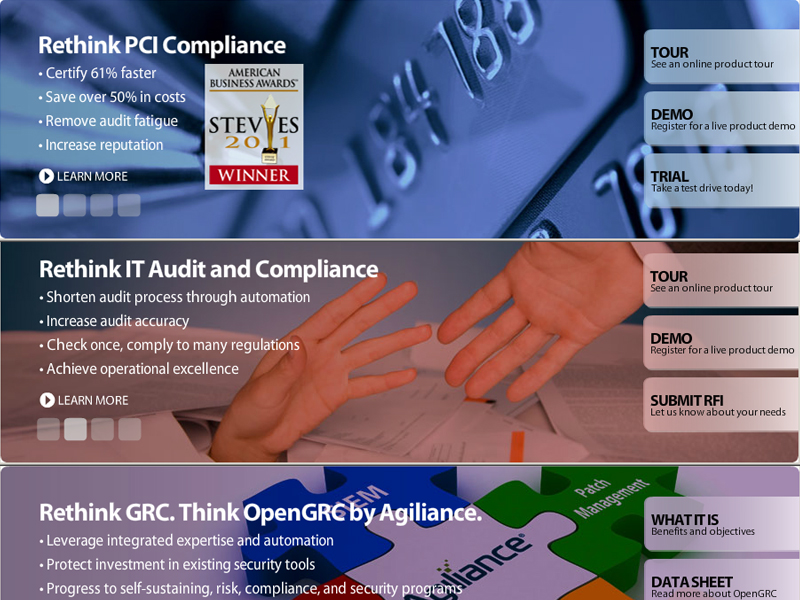 Rethink PCI Compliance
• Certify 61% faster
• Save over 50% in costs
• Remove audit fatigue
• Increase reputation
LEARN MORE
AMERICAN
BUSINESS AWARDS™
STEVIES
2011
WINNER
184 78
TOUR
See an online product tour
DEMO
Register for a live product demo
TRIAL
Take a test drive today!
Rethink IT Audit and Compliance
• Shorten audit process through automation
• Increase audit accuracy
• Check once, comply to many regulations
• Achieve operational excellence
LEARN MORE
TOUR
See an online product tour
DEMO
Register for a live product demo
SUBMIT RFI
Let us know about your needs
Rethink GRC. Think OpenGRC by Agiliance.
• Leverage integrated expertise and automation
• Protect investment in existing security tools
• Progress to self-sustaining, risk, compliance, and security programs
Patch
Management
Agiliance®
WHAT IT IS
Benefits and objectives
DATA SHEET
Read more about OpenGRC